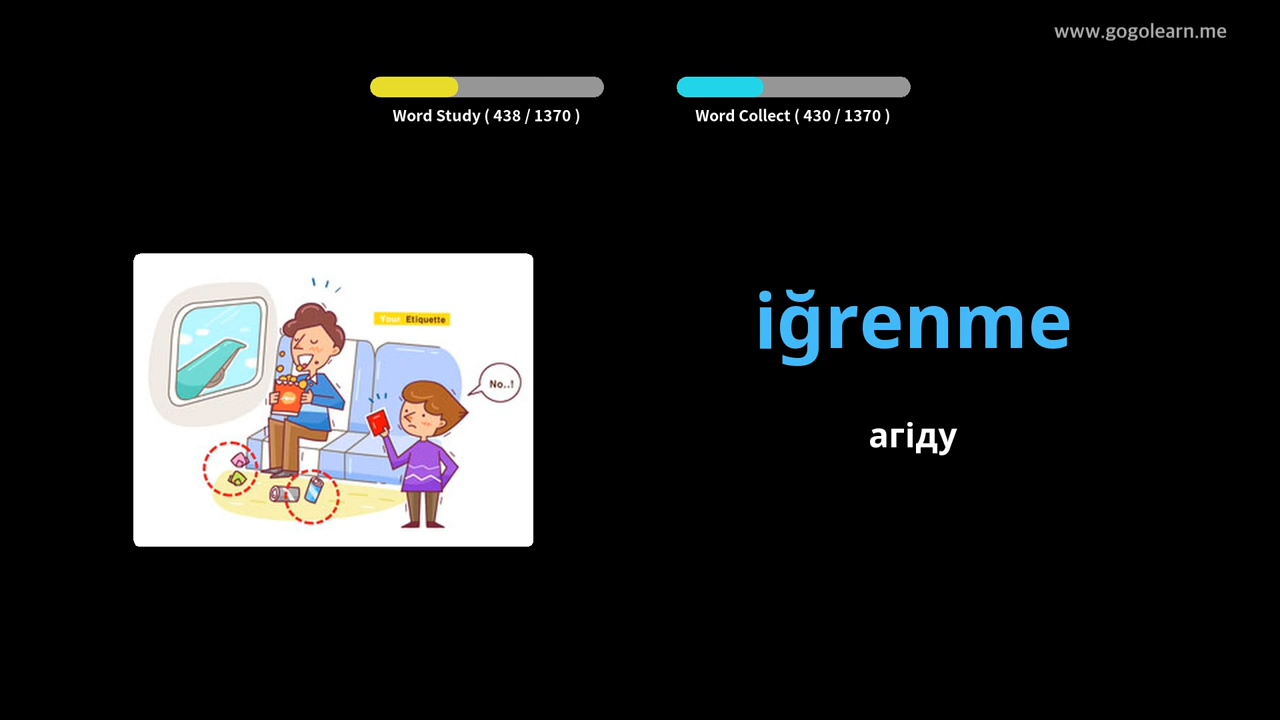 www.gogolearn.me
Word Study ( 438 / 1370 )
Word Collect ( 430 / 1370 )
Your Etiquette
No..!
iğrenme
агіду